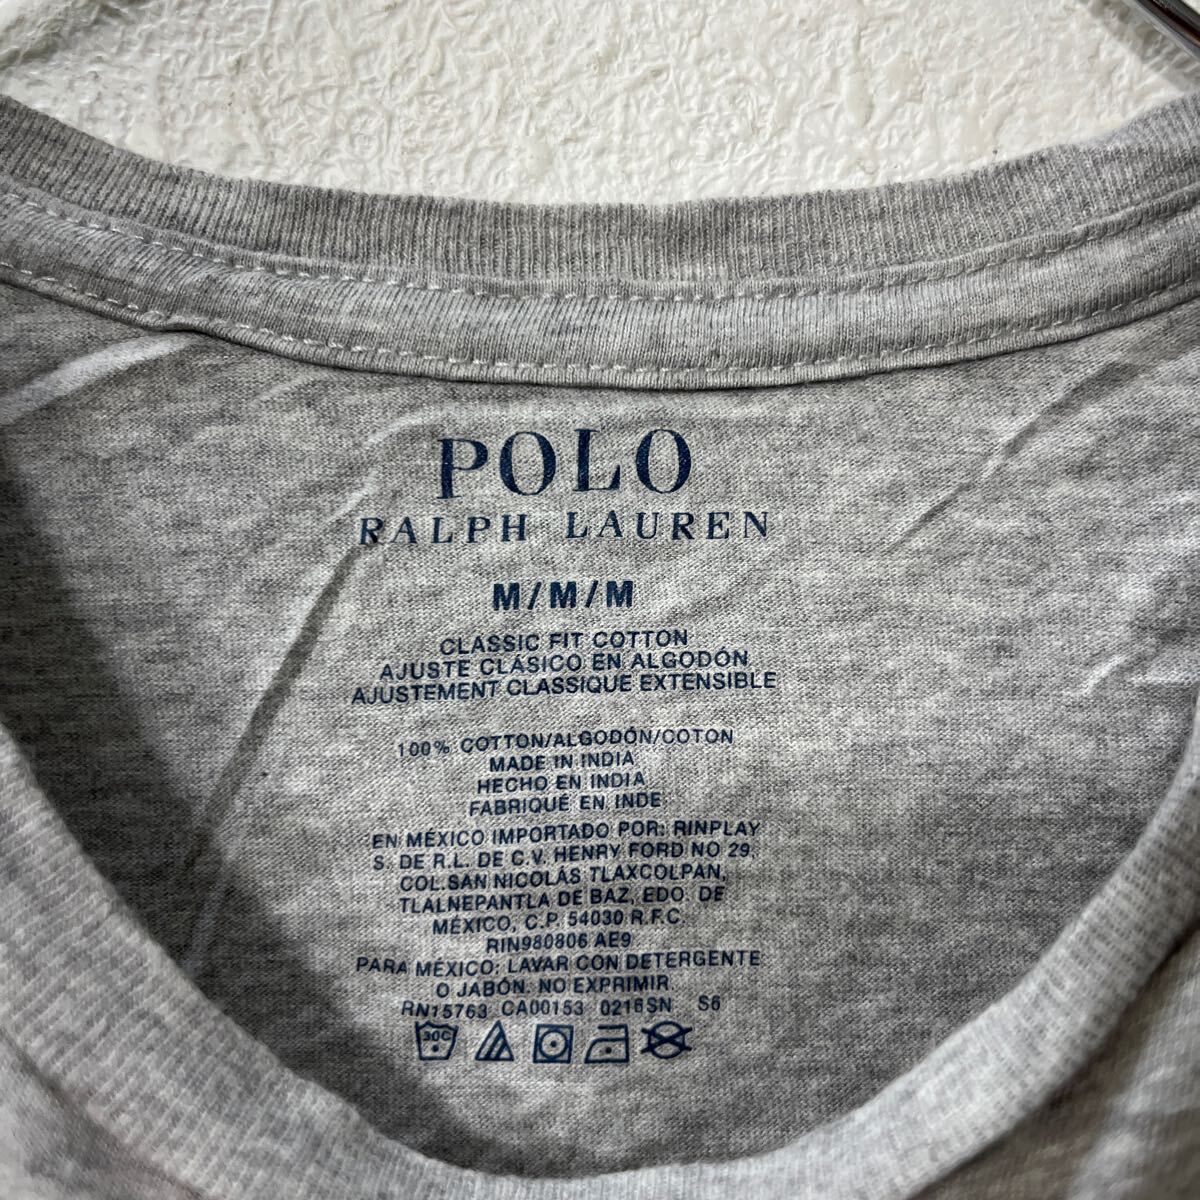 POLO
RALPH LAUREN
M/M/M
CLASSIC FIT COTTON
AJUSTE CLÁSICO EN ALGODÓN
AJUSTEMENT CLASSIQUE EXTENSIBLE
100% COTTON/ALGODÓN/COTON
MADE IN INDIA
HECHO EN INDIA
FABRIQUÉ EN INDE
EN MÉXICO IMPORTADO POR: RINPLAY
S. DE R.L. DE C.V. HENRY FORD NO 29,
COL.SAN NICOLÁS TLAXCOLPAN,
TLALNEPANTLA DE BAZ, EDO. DE
MÉXICO, C.P. 54030 R.F.C.
RIN980806 AE9
PARA MÉXICO: LAVAR CON DETERGENTE
O JABÓN. NO EXPRIMIR
RN15763 CA00153 0216SN S6
30C